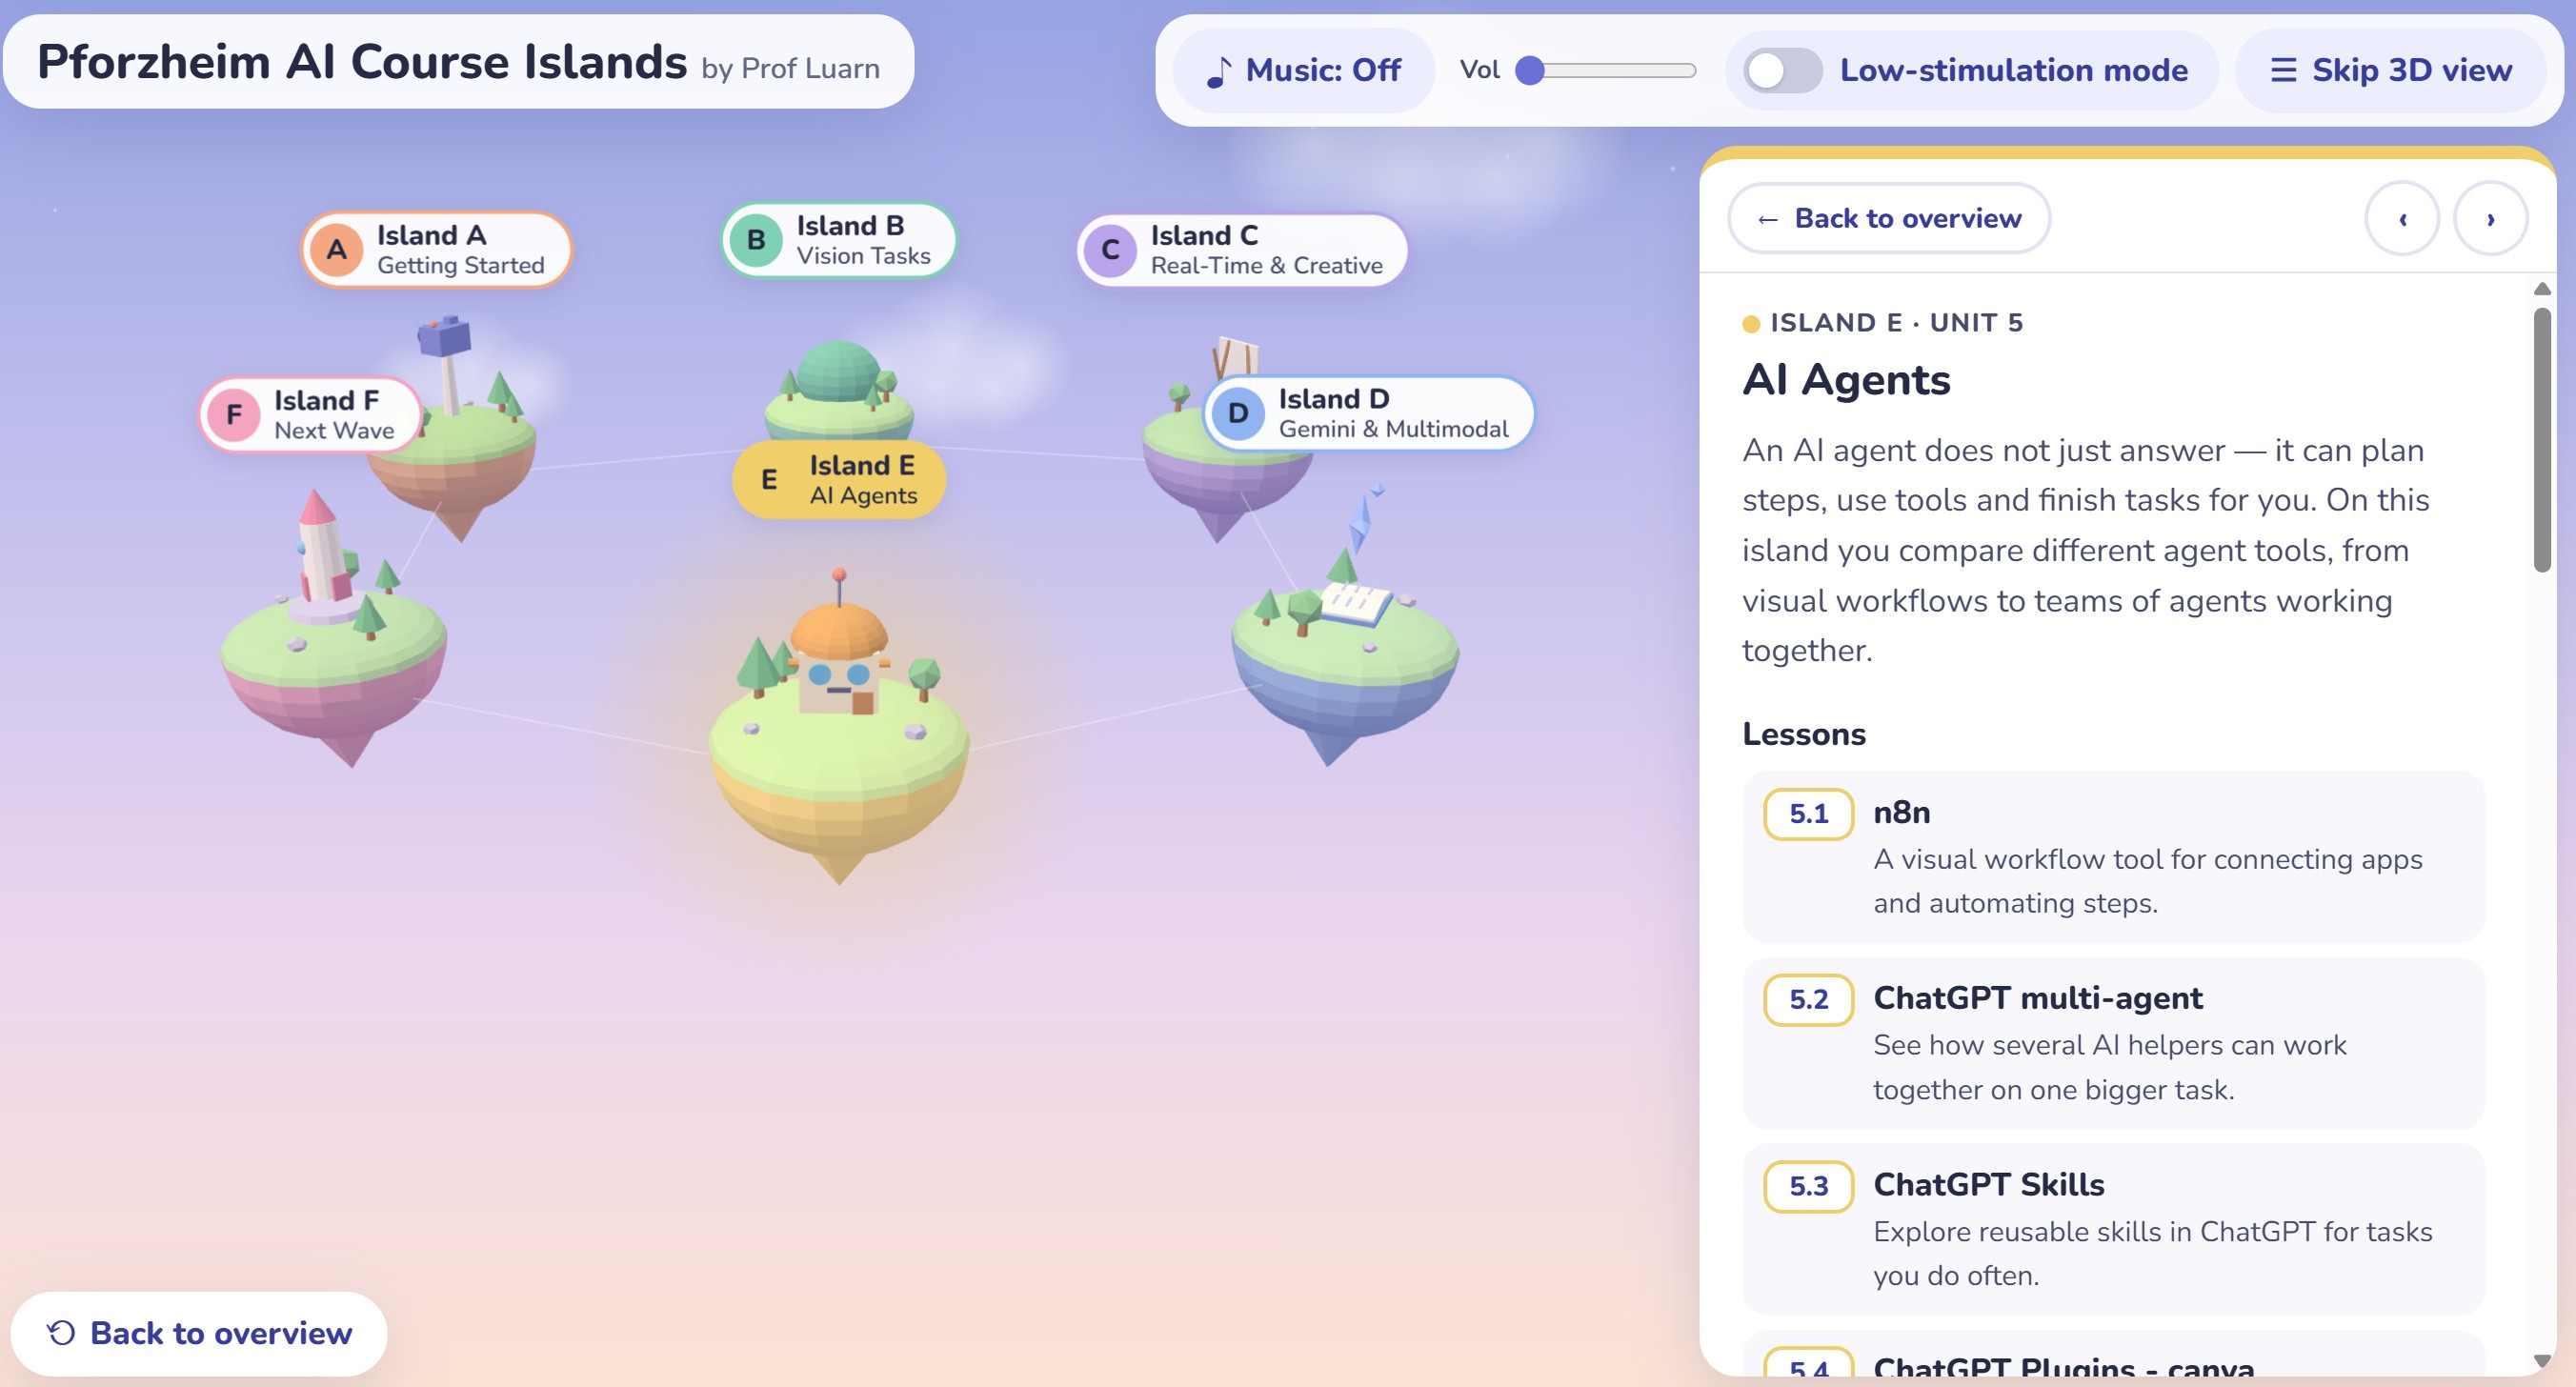 Pforzheim AI Course Islands by Prof Luarn
Music: Off
Vol
Low-stimulation mode
Skip 3D view
A
Island A
Getting Started
B
Island B
Vision Tasks
C
Island C
Real-Time & Creative
F
Island F
Next Wave
D
Island D
Gemini & Multimodal
E
Island E
AI Agents
← Back to overview
‹
›
ISLAND E · UNIT 5
AI Agents
An AI agent does not just answer — it can plan
steps, use tools and finish tasks for you. On this
island you compare different agent tools, from
visual workflows to teams of agents working
together.
Lessons
5.1
n8n
A visual workflow tool for connecting apps
and automating steps.
5.2
ChatGPT multi-agent
See how several AI helpers can work
together on one bigger task.
5.3
ChatGPT Skills
Explore reusable skills in ChatGPT for tasks
you do often.
5.4
ChatGPT Plugins - canva
Back to overview